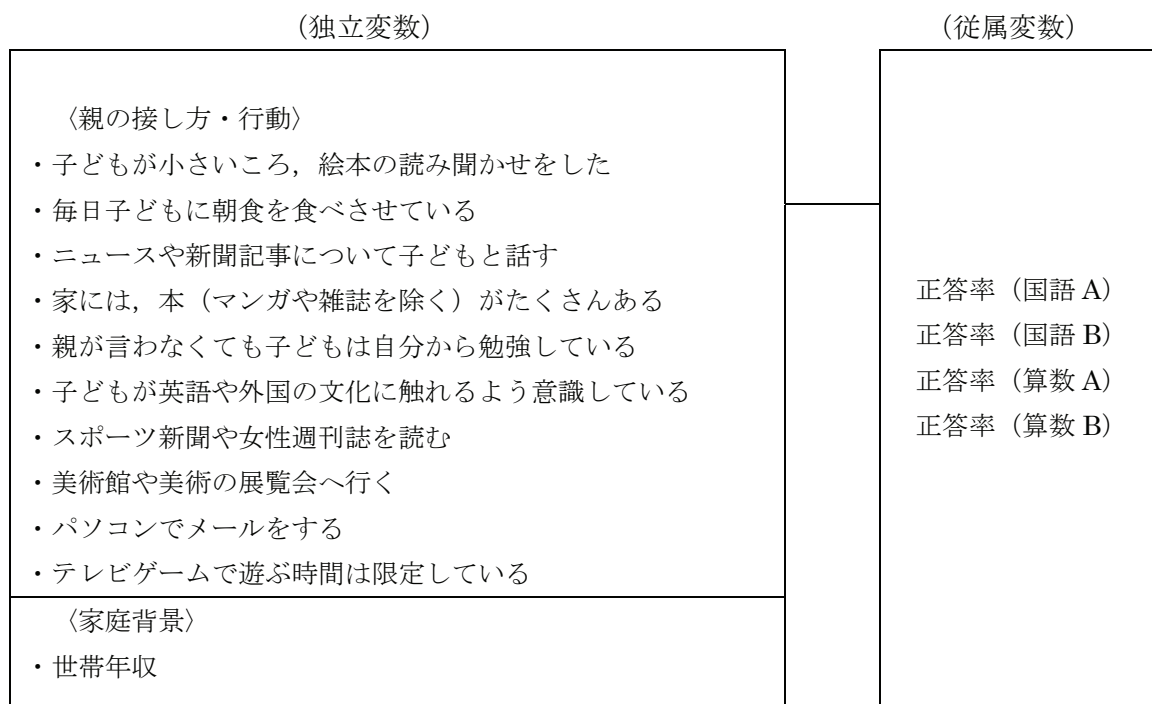 (独立変数)
(従属変数)
〈親の接し方・行動〉
・子どもが小さいころ，絵本の読み聞かせをした
・毎日子どもに朝食を食べさせている
・ニュースや新聞記事について子どもと話す
・家には，本（マンガや雑誌を除く）がたくさんある
・親が言わなくても子どもは自分から勉強している
・子どもが英語や外国の文化に触れるよう意識している
・スポーツ新聞や女性週刊誌を読む
・美術館や美術の展覧会へ行く
・パソコンでメールをする
・テレビゲームで遊ぶ時間は限定している
〈家庭背景〉
・世帯年収
正答率（国語 A）
正答率（国語 B）
正答率（算数 A）
正答率（算数 B）